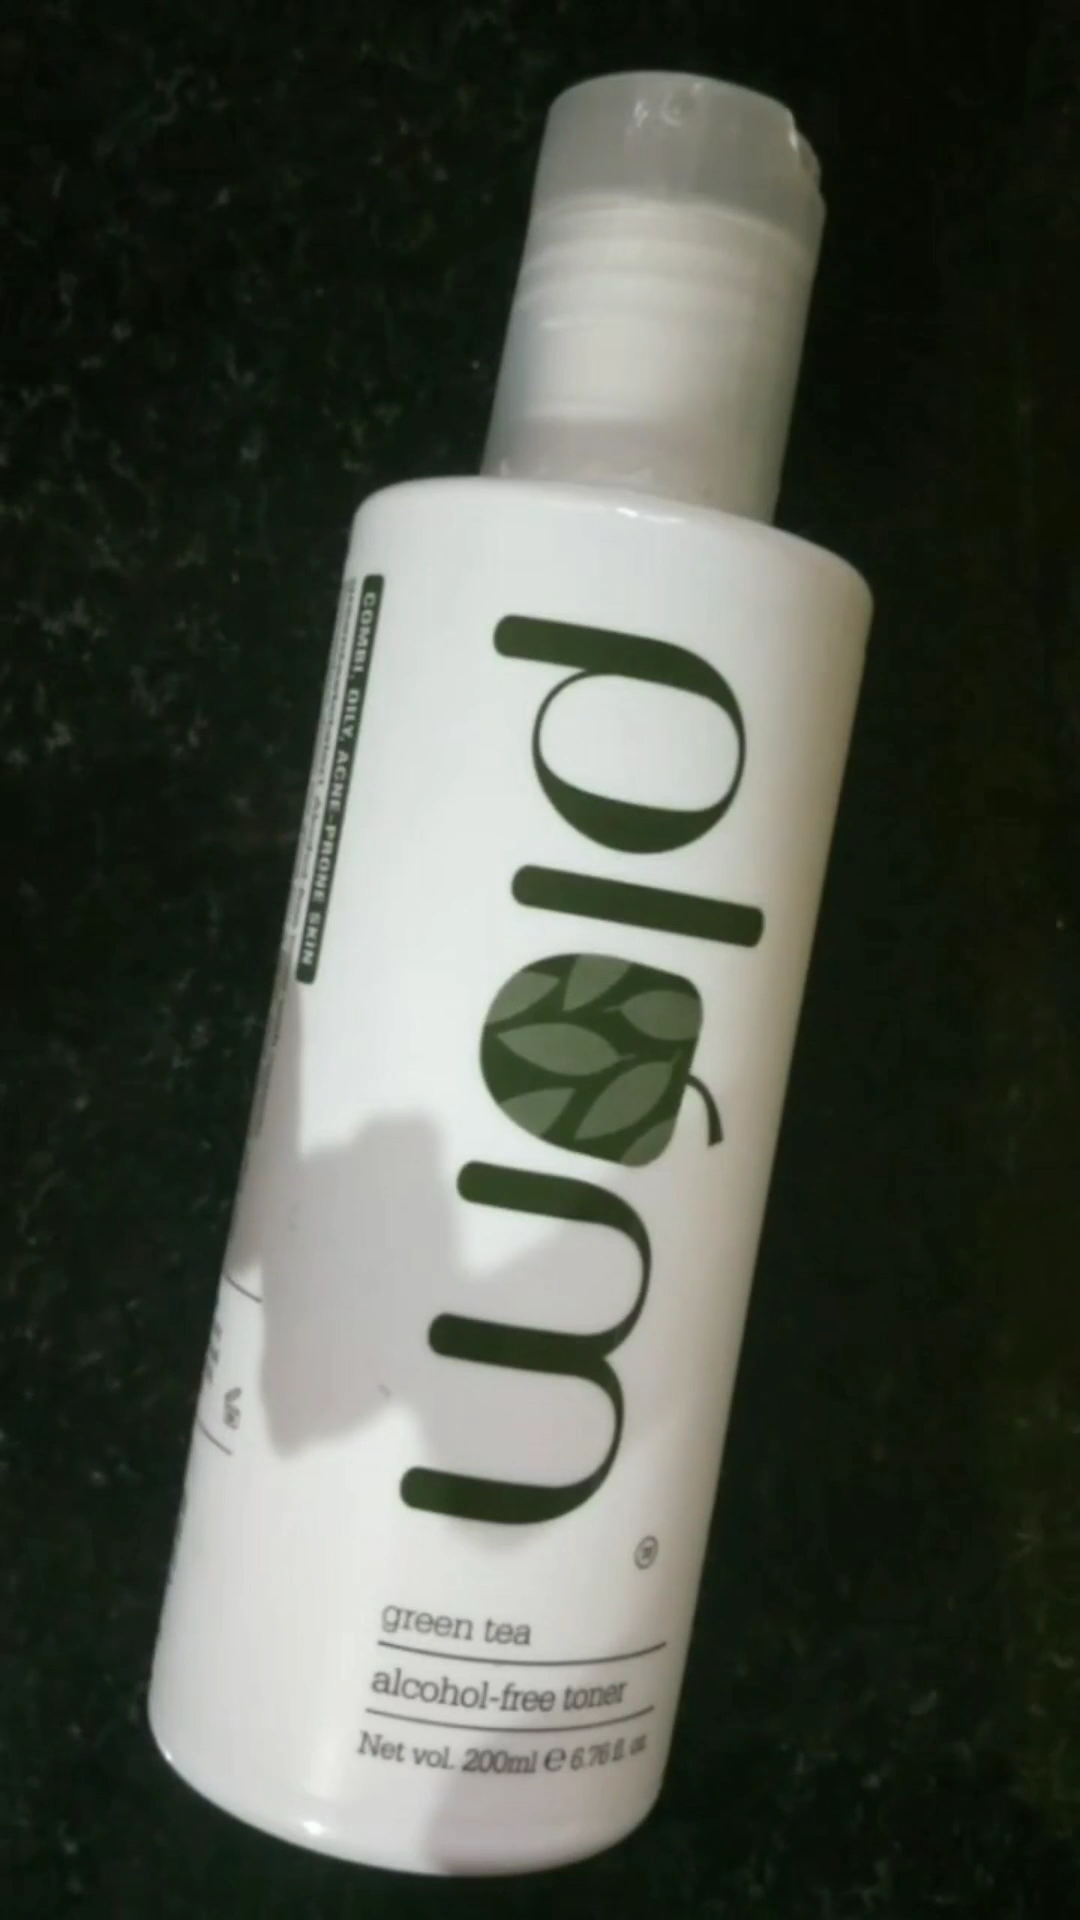 COMBI, OILY, ACNE-PRONE SKIN
plum
®
green tea
alcohol-free toner
Net vol. 200ml ℮ 6.76 fl. oz.